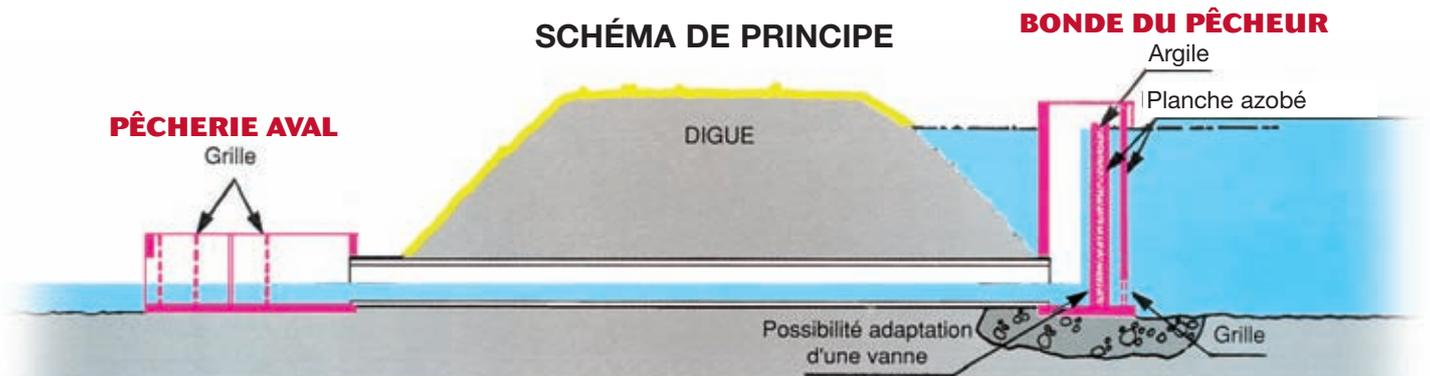 SCHÉMA DE PRINCIPE
BONDE DU PÊCHEUR
Argile
Planche azobé
PÊCHERIE AVAL
Grille
DIGUE
Possibilité adaptation
d'une vanne
Grille